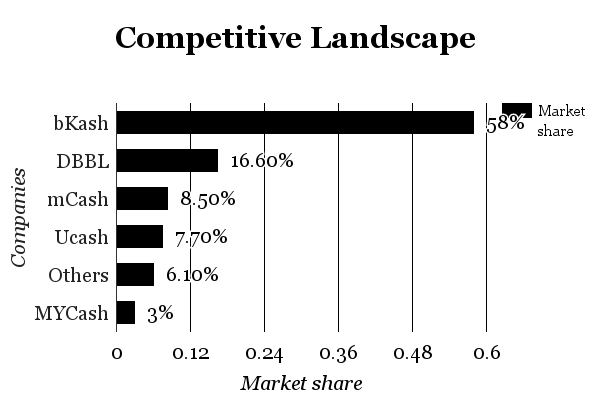 Competitive Landscape
Market
share
bKash 58%
DBBL 16.60%
mCash 8.50%
Ucash 7.70%
Others 6.10%
MYCash 3%
Companies
0 0.12 0.24 0.36 0.48 0.6
Market share